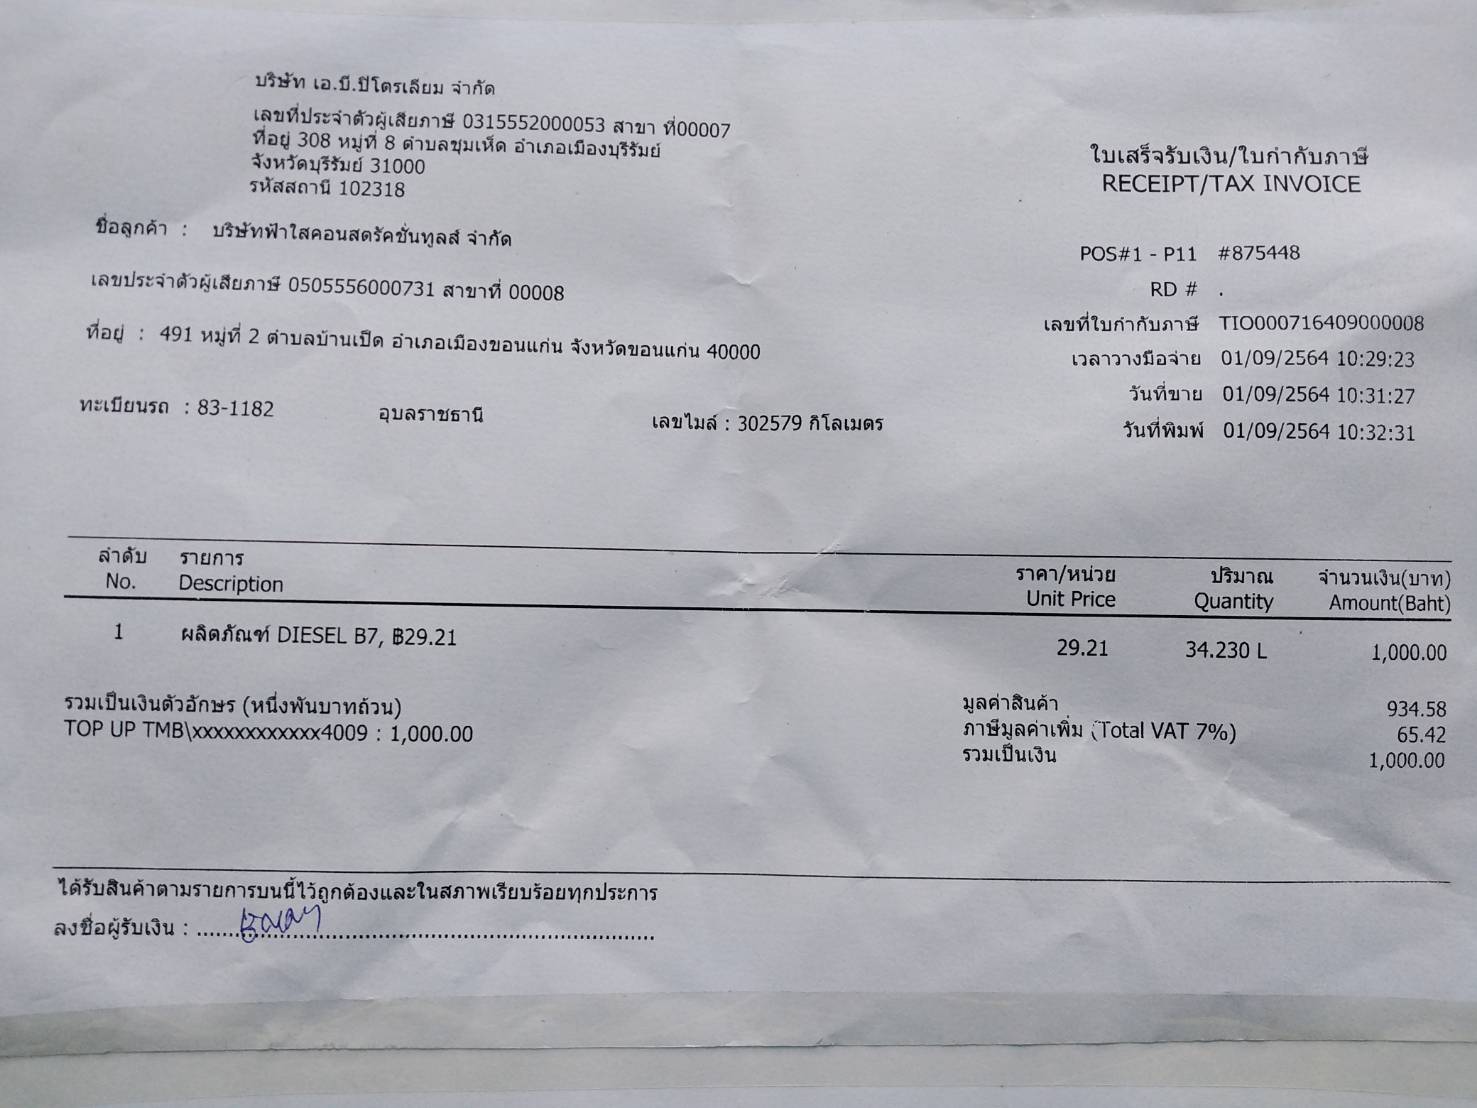 บริษัท เอ.บี.ปิโตรเลียม จำกัด
เลขที่ประจำตัวผู้เสียภาษี 0315552000053 สาขา ที่00007
ที่อยู่ 308 หมู่ที่ 8 ตำบลชุมเห็ด อำเภอเมืองบุรีรัมย์
จังหวัดบุรีรัมย์ 31000
รหัสสถานี 102318
ใบเสร็จรับเงิน/ใบกำกับภาษี
RECEIPT/TAX INVOICE
ชื่อลูกค้า : บริษัทฟ้าใสคอนสตรัคชั่นทูลส์ จำกัด
เลขประจำตัวผู้เสียภาษี 0505556000731 สาขาที่ 00008
ที่อยู่ : 491 หมู่ที่ 2 ตำบลบ้านเป็ด อำเภอเมืองขอนแก่น จังหวัดขอนแก่น 40000
ทะเบียนรถ : 83-1182 อุบลราชธานี เลขไมล์ : 302579 กิโลเมตร
POS#1 - P11 #875448
RD # .
เลขที่ใบกำกับภาษี TIO000716409000008
เวลาวางมือจ่าย 01/09/2564 10:29:23
วันที่ขาย 01/09/2564 10:31:27
วันที่พิมพ์ 01/09/2564 10:32:31
ลำดับ รายการ ราคา/หน่วย ปริมาณ จำนวนเงิน(บาท)
No. Description Unit Price Quantity Amount(Baht)
1 ผลิตภัณฑ์ DIESEL B7, ฿29.21 29.21 34.230 L 1,000.00
รวมเป็นเงินตัวอักษร (หนึ่งพันบาทถ้วน)
TOP UP TMB\xxxxxxxxxxxx4009 : 1,000.00
มูลค่าสินค้า 934.58
ภาษีมูลค่าเพิ่ม (Total VAT 7%) 65.42
รวมเป็นเงิน 1,000.00
ได้รับสินค้าตามรายการบนนี้ไว้ถูกต้องและในสภาพเรียบร้อยทุกประการ
ลงชื่อผู้รับเงิน : ........................................